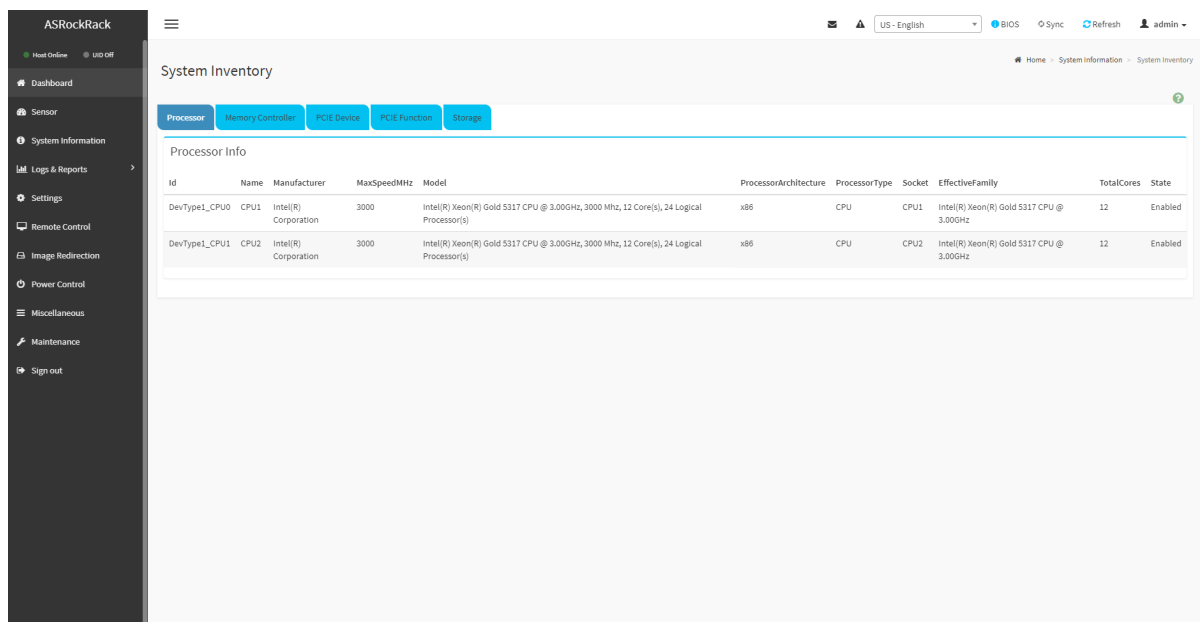 ASRockRack
US - English
BIOS
Sync
Refresh
admin
Host Online
UID Off
Home > System Information > System Inventory
System Inventory
Dashboard
Sensor
System Information
Logs & Reports
Settings
Remote Control
Image Redirection
Power Control
Miscellaneous
Maintenance
Sign out
Processor
Memory Controller
PCIE Device
PCIE Function
Storage
Processor Info
Id Name Manufacturer MaxSpeedMHz Model ProcessorArchitecture ProcessorType Socket EffectiveFamily TotalCores State
DevType1_CPU0 CPU1 Intel(R) 3000 Intel(R) Xeon(R) Gold 5317 CPU @ 3.00GHz, 3000 Mhz, 12 Core(s), 24 Logical x86 CPU CPU1 Intel(R) Xeon(R) Gold 5317 CPU @ 12 Enabled
Corporation Processor(s) 3.00GHz
DevType1_CPU1 CPU2 Intel(R) 3000 Intel(R) Xeon(R) Gold 5317 CPU @ 3.00GHz, 3000 Mhz, 12 Core(s), 24 Logical x86 CPU CPU2 Intel(R) Xeon(R) Gold 5317 CPU @ 12 Enabled
Corporation Processor(s) 3.00GHz